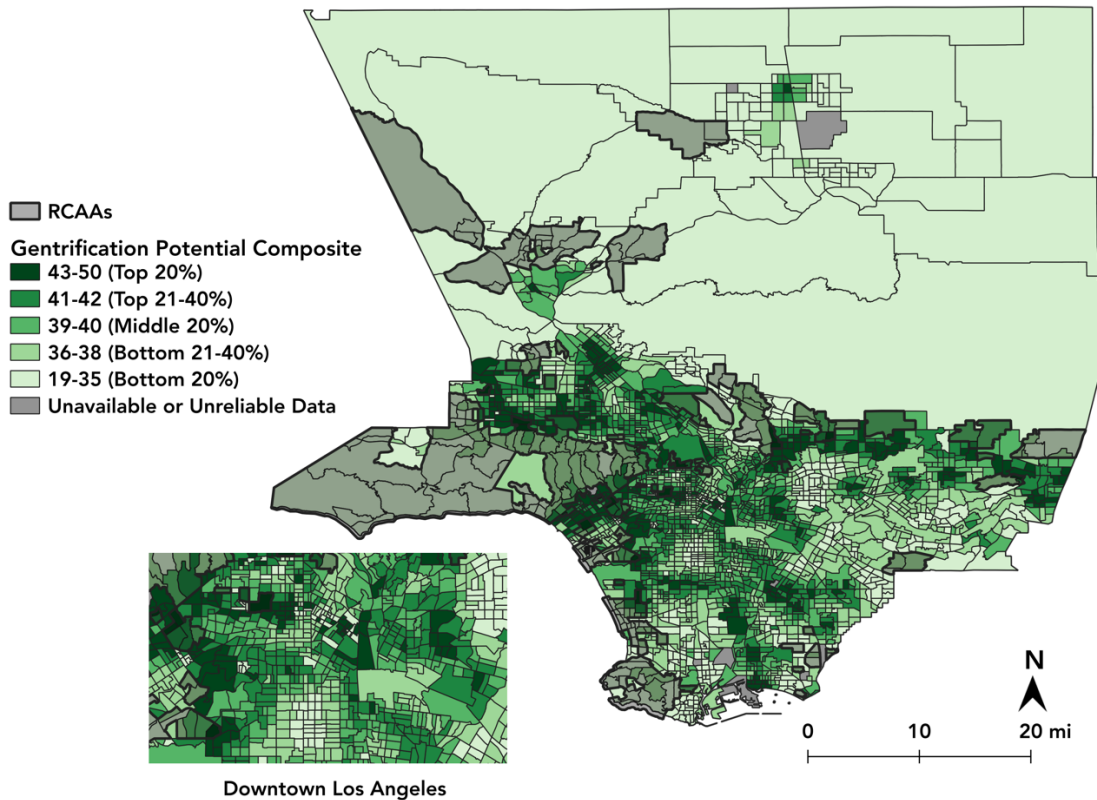 RCAAs
Gentrification Potential Composite
43-50 (Top 20%)
41-42 (Top 21-40%)
39-40 (Middle 20%)
36-38 (Bottom 21-40%)
19-35 (Bottom 20%)
Unavailable or Unreliable Data
N
0 10 20 mi
Downtown Los Angeles